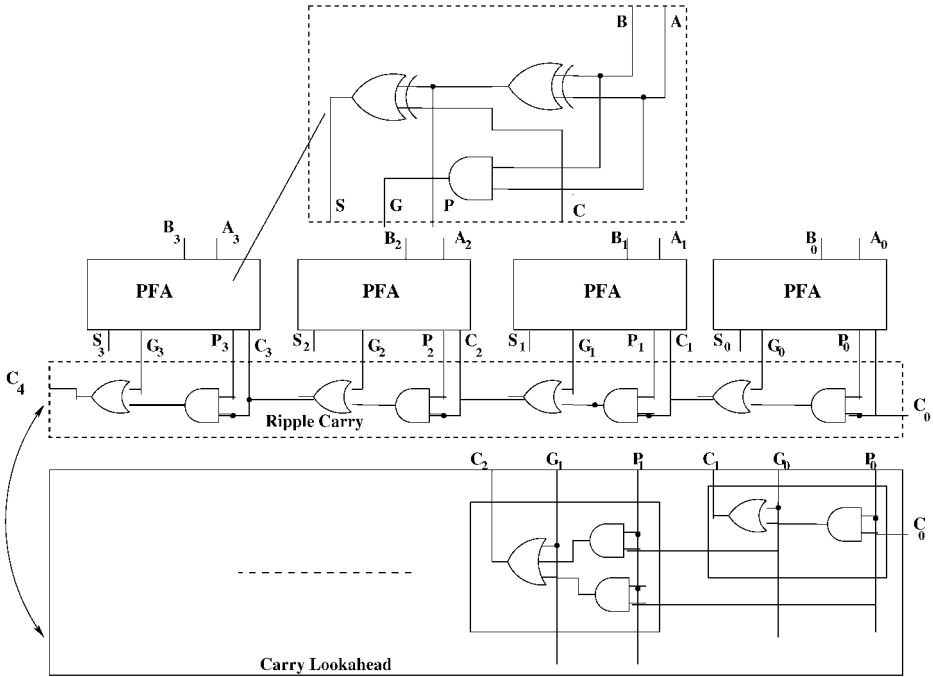 B A
S G P C
B3 A3 B2 A2 B1 A1 B0 A0
PFA PFA PFA PFA
S3 G3 P3 C3 S2 G2 P2 C2 S1 G1 P1 C1 S0 G0 P0
C4
Ripple Carry
C0
C2 G1 P1 C1 G0 P0
C0
Carry Lookahead